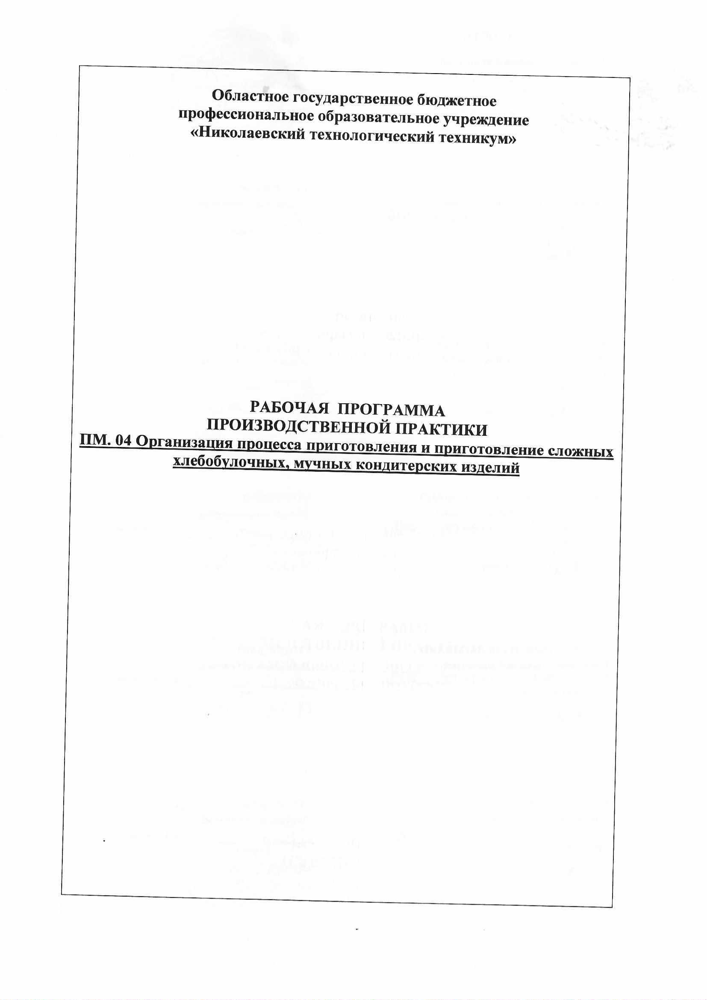 Областное государственное бюджетное
профессиональное образовательное учреждение
«Николаевский технологический техникум»
РАБОЧАЯ ПРОГРАММА
ПРОИЗВОДСТВЕННОЙ ПРАКТИКИ
ПМ. 04 Организация процесса приготовления и приготовление сложных
хлебобулочных, мучных кондитерских изделий